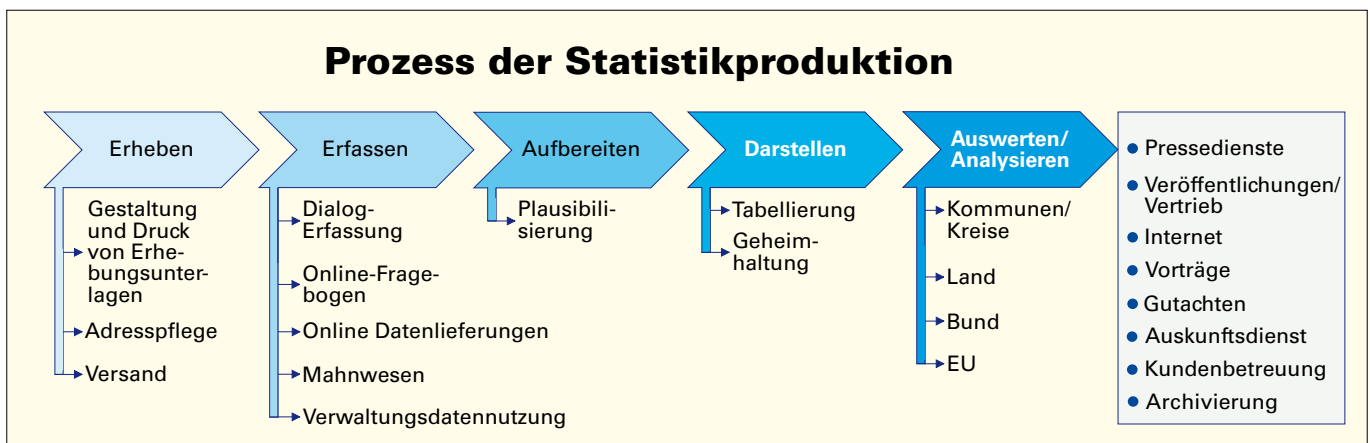 Prozess der Statistikproduktion
Erheben
Gestaltung
und Druck
von Erhe-
bungsunter-
lagen
Adresspflege
Versand
Erfassen
Dialog-
Erfassung
Online-Frage-
bogen
Online Datenlieferungen
Mahnwesen
Verwaltungsdatennutzung
Aufbereiten
Plausibili-
sierung
Darstellen
Tabellierung
Geheim-
haltung
Auswerten/
Analysieren
Kommunen/
Kreise
Land
Bund
EU
Pressedienste
Veröffentlichungen/
Vertrieb
Internet
Vorträge
Gutachten
Auskunftsdienst
Kundenbetreuung
Archivierung